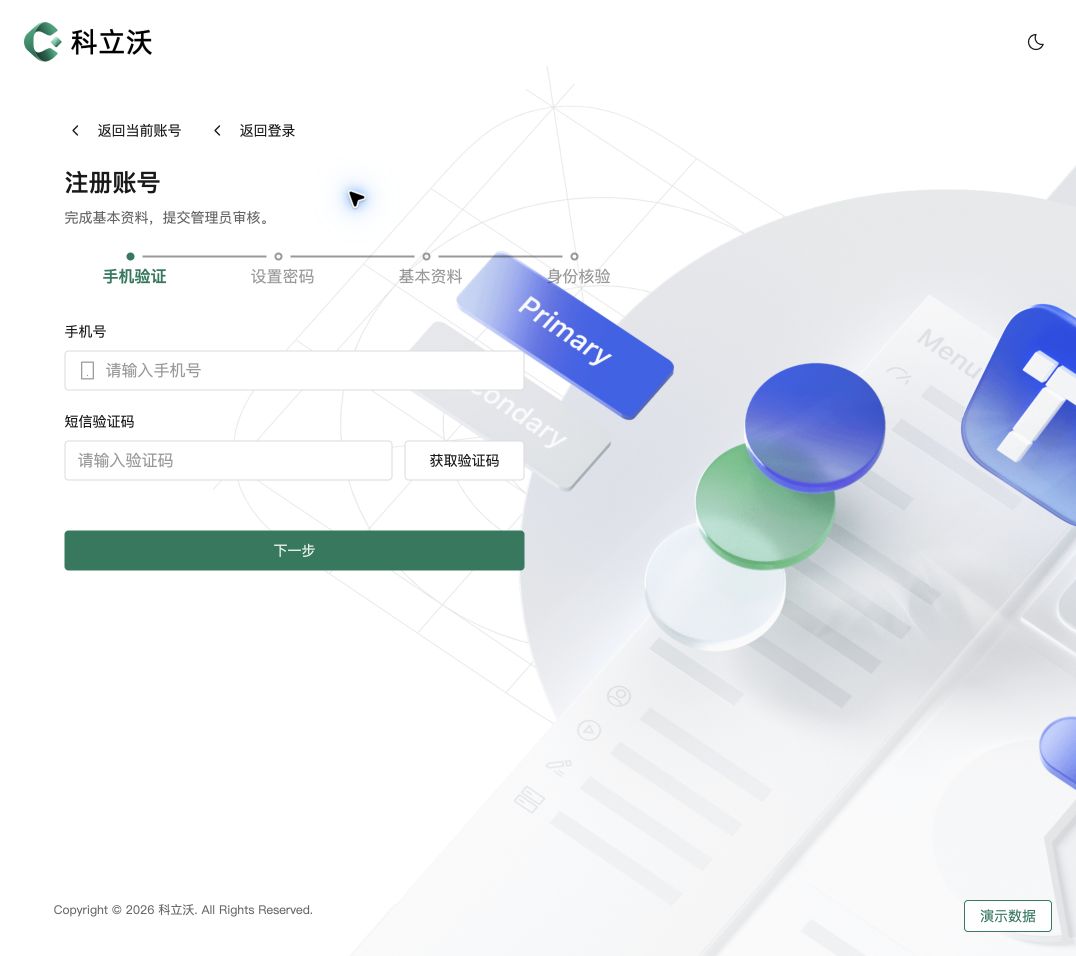 科立沃
返回当前账号 返回登录
注册账号
完成基本资料，提交管理员审核。
手机验证 设置密码 基本资料 身份核验
Primary
Menu
手机号
请输入手机号
condary
短信验证码
请输入验证码 获取验证码
下一步
Copyright © 2026 科立沃. All Rights Reserved.
演示数据